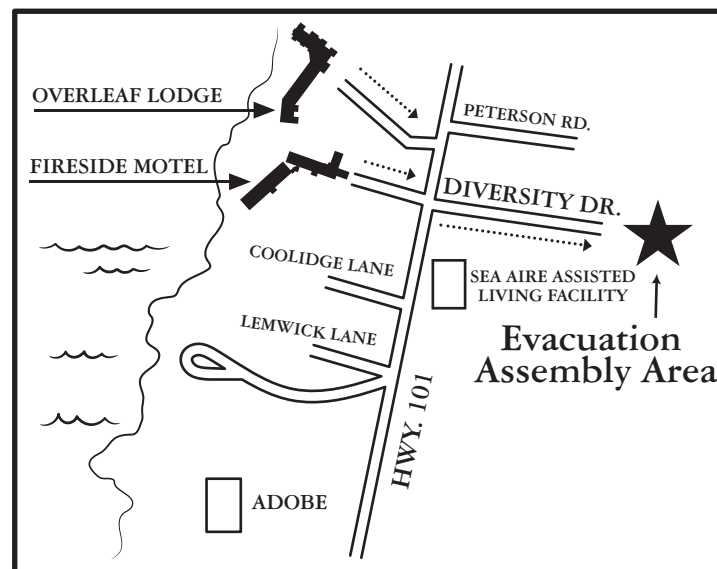 OVERLEAF LODGE
PETERSON RD.
FIRESIDE MOTEL
DIVERSITY DR.
COOLIDGE LANE
SEA AIRE ASSISTED
LIVING FACILITY
LEMWICK LANE
Evacuation
Assembly Area
HWY. 101
ADOBE